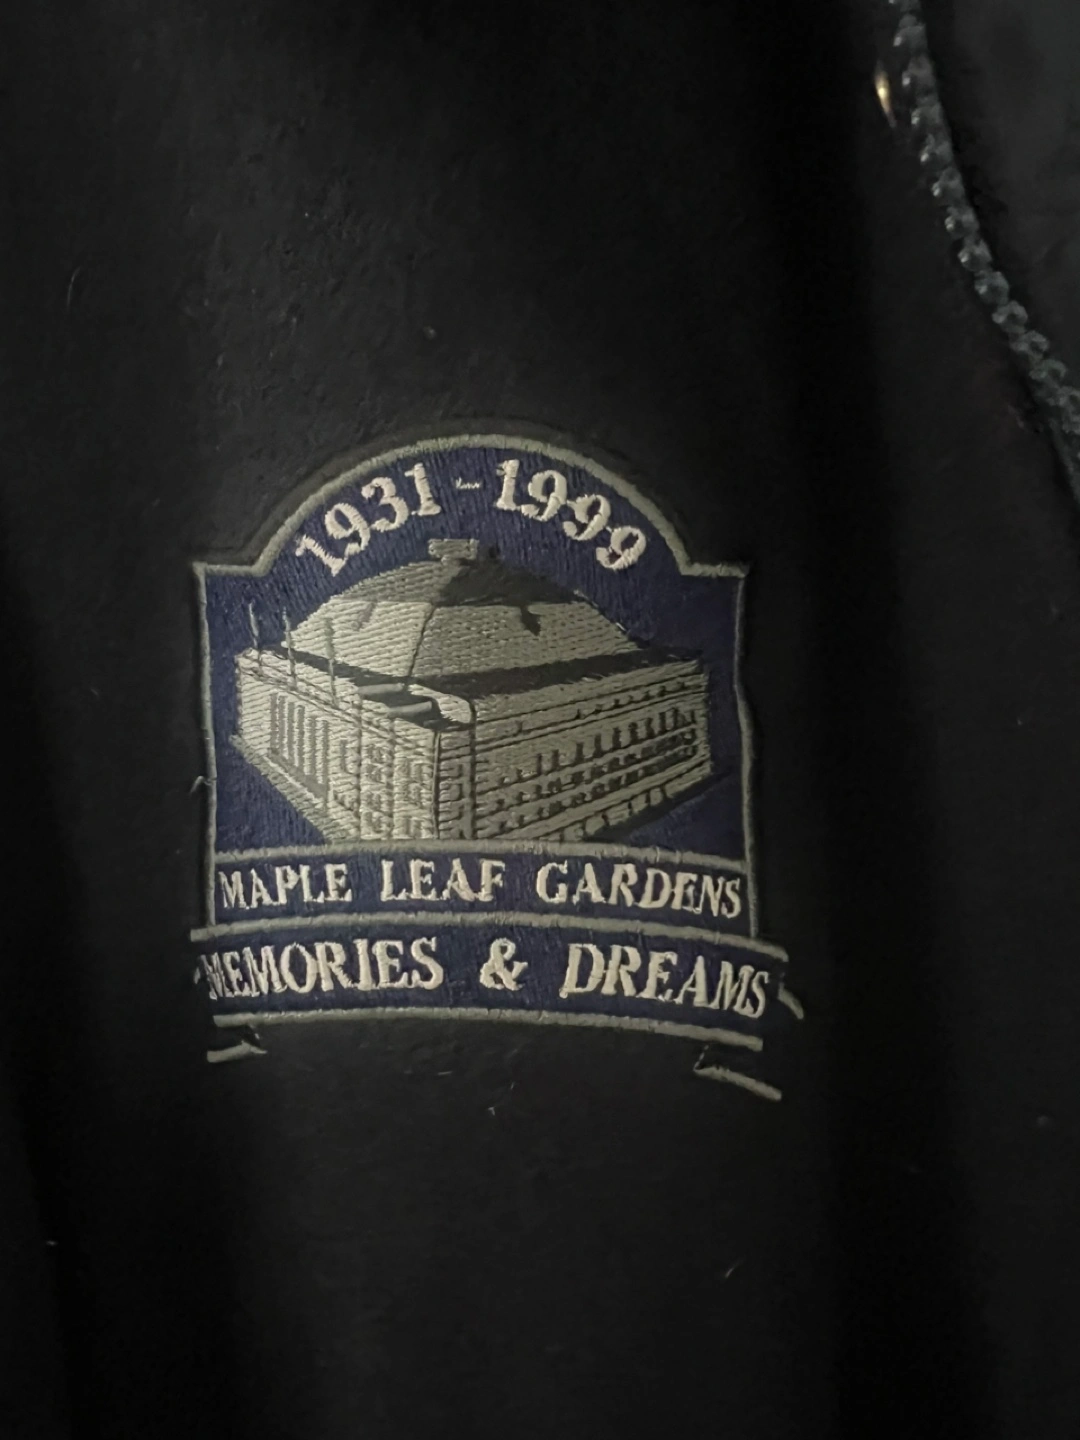 1931 - 1999
MAPLE LEAF GARDENS
MEMORIES & DREAMS